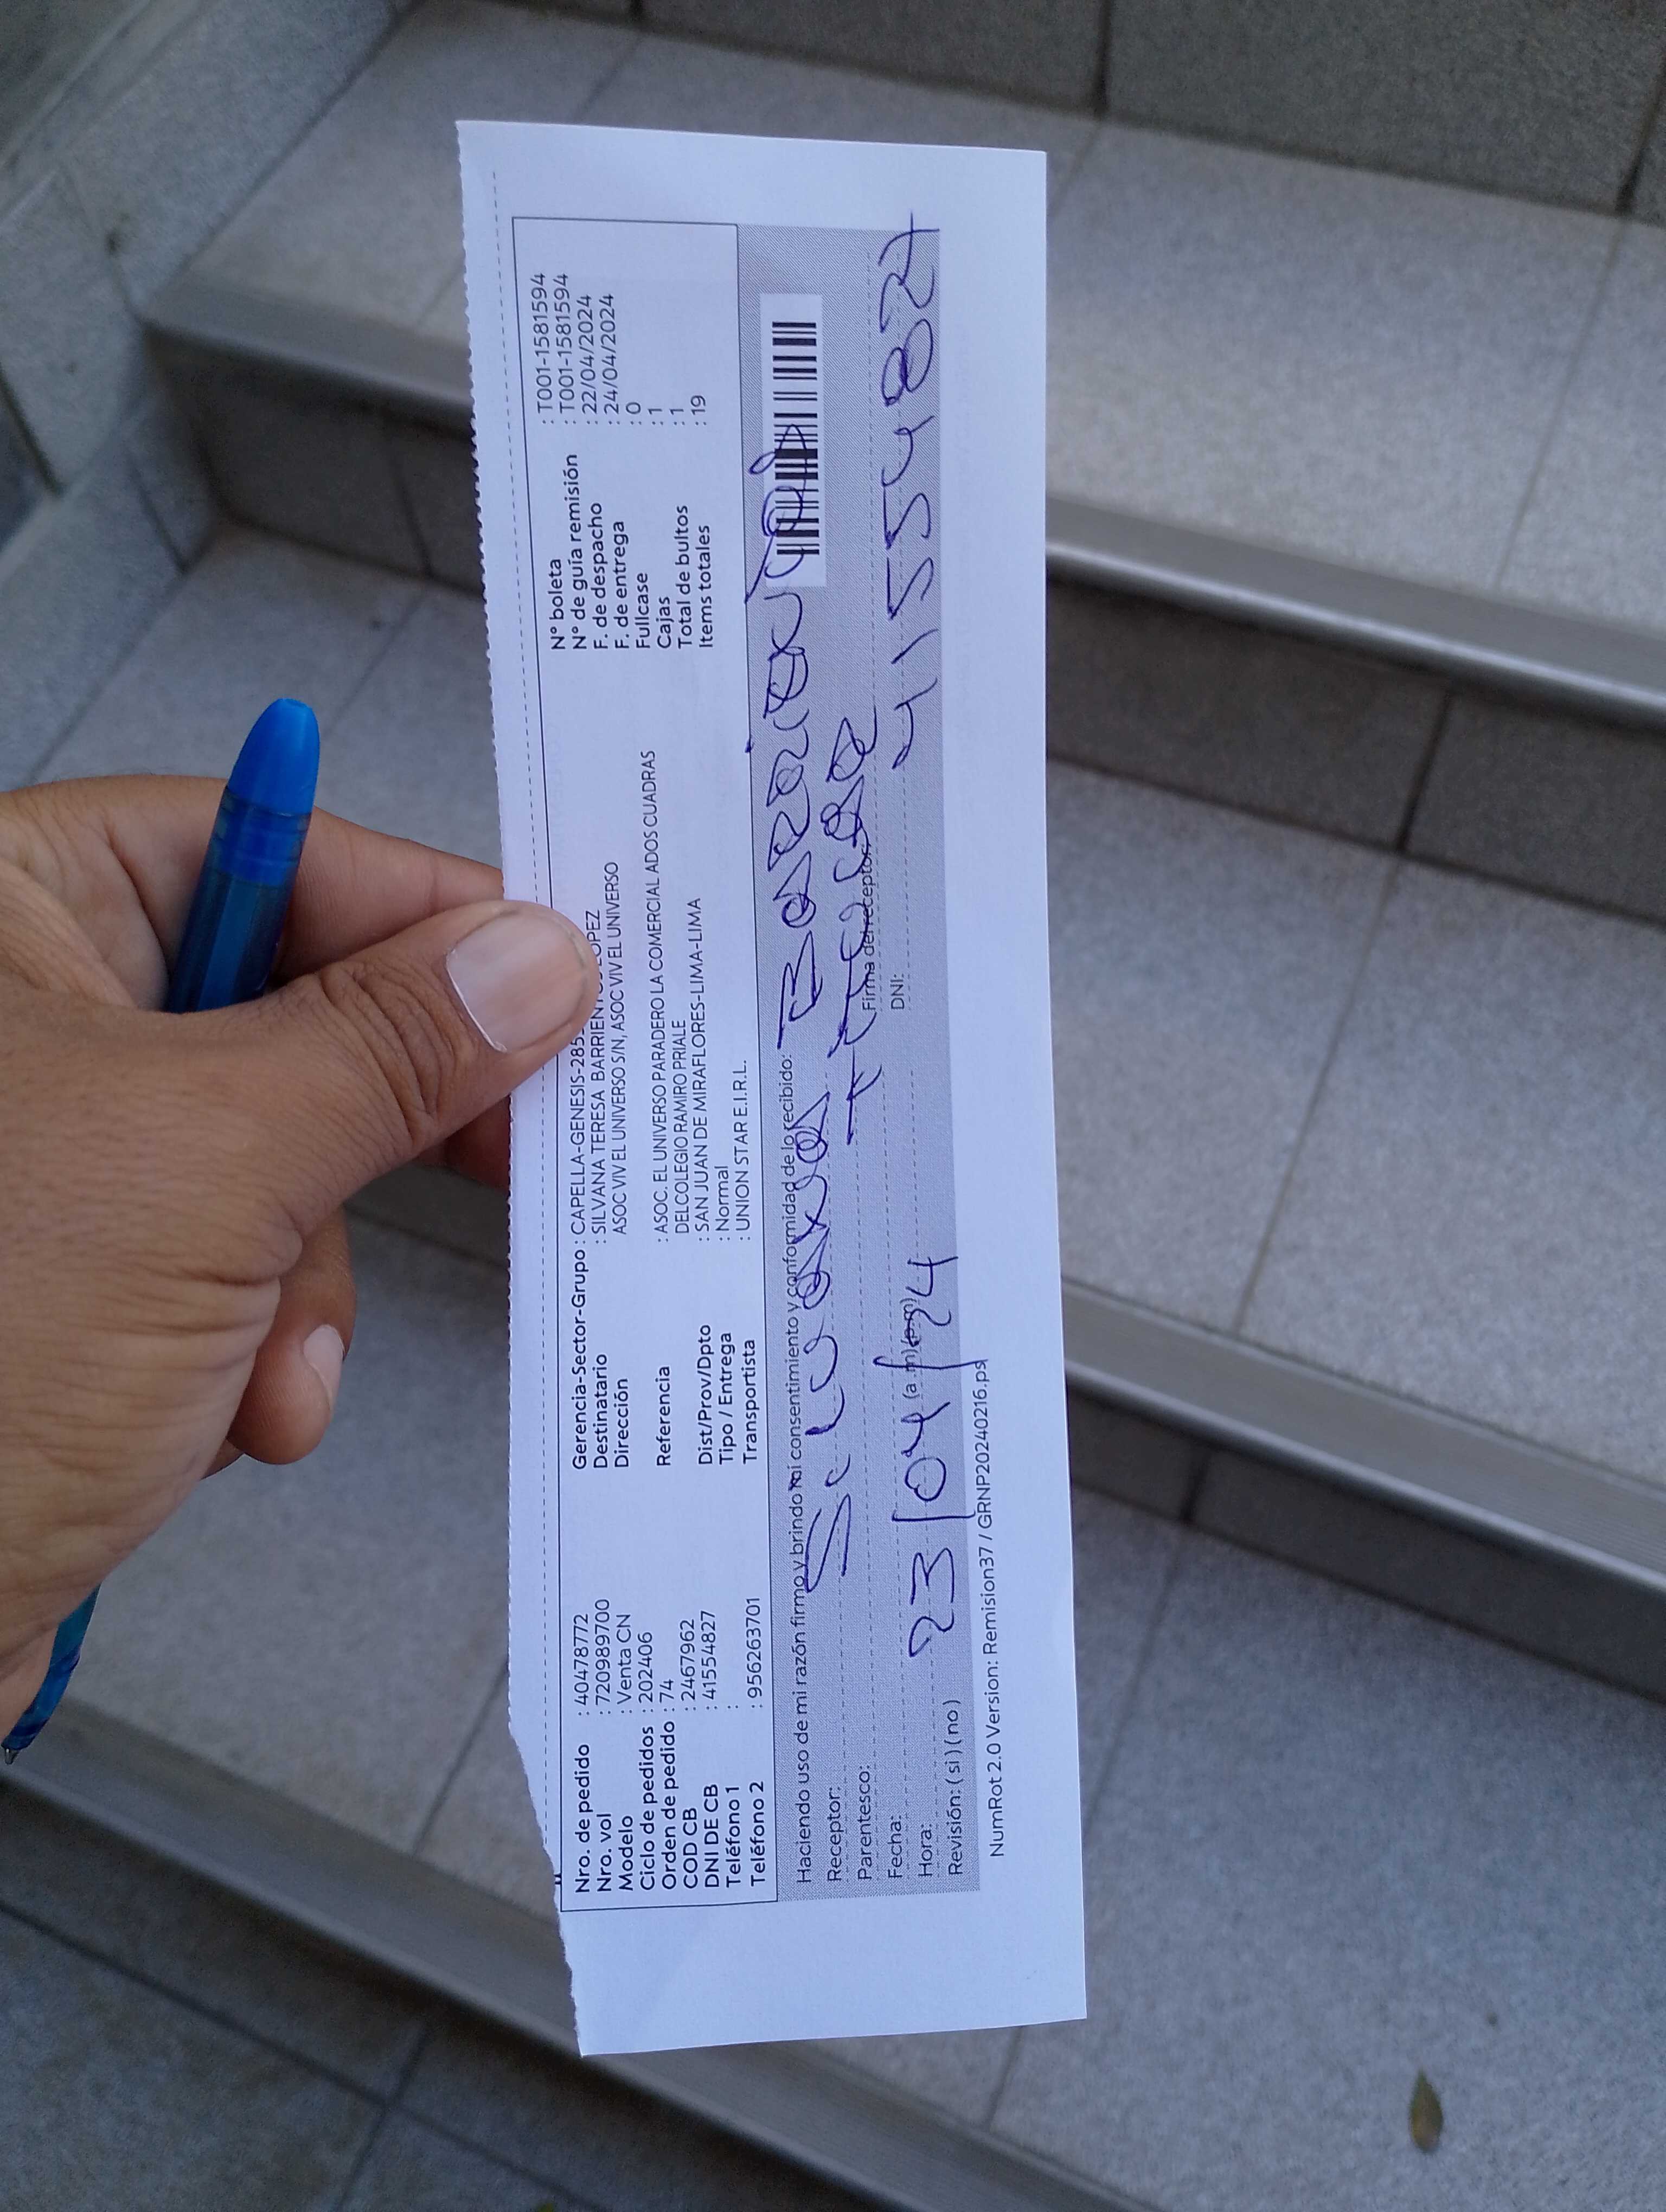 Nro. de pedido : 40478772
Nro. vol : 720989700
Modelo : Venta CN
Ciclo de pedidos : 202406
Orden de pedido : 74
COD CB : 2467962
DNI DE CB : 41554827
Teléfono 1 :
Teléfono 2 : 956263701
Gerencia-Sector-Grupo : CAPELLA-GENESIS-285
Destinatario : SILVANA TERESA BARRIENTOS LOPEZ
Dirección ASOC VIV EL UNIVERSO S/N, ASOC VIV EL UNIVERSO
Referencia : ASOC. EL UNIVERSO PARADERO LA COMERCIAL ADOS CUADRAS
DEL COLEGIO RAMIRO PRIALE
Dist/Prov/Dpto : SAN JUAN DE MIRAFLORES-LIMA-LIMA
Tipo / Entrega : Normal
Transportista : UNION STAR E.I.R.L.
N° boleta : T001-1581594
N° de guía remisión : T001-1581594
F. de despacho : 22/04/2024
F. de entrega : 24/04/2024
Fullcase : 0
Cajas : 1
Total de bultos : 1
Items totales : 19
Haciendo uso de mi razón firmo y brindo mi consentimiento y conformidad de lo recibido:
Receptor: Silvana
Parentesco:
Firma del receptor
Fecha: 23/04/24
DNI: 41554827
Hora: (a.m) (p.m)
Revisión: ( si ) ( no )
NumRot 2.0 Version: Remision37 / GRNP20240216.ps